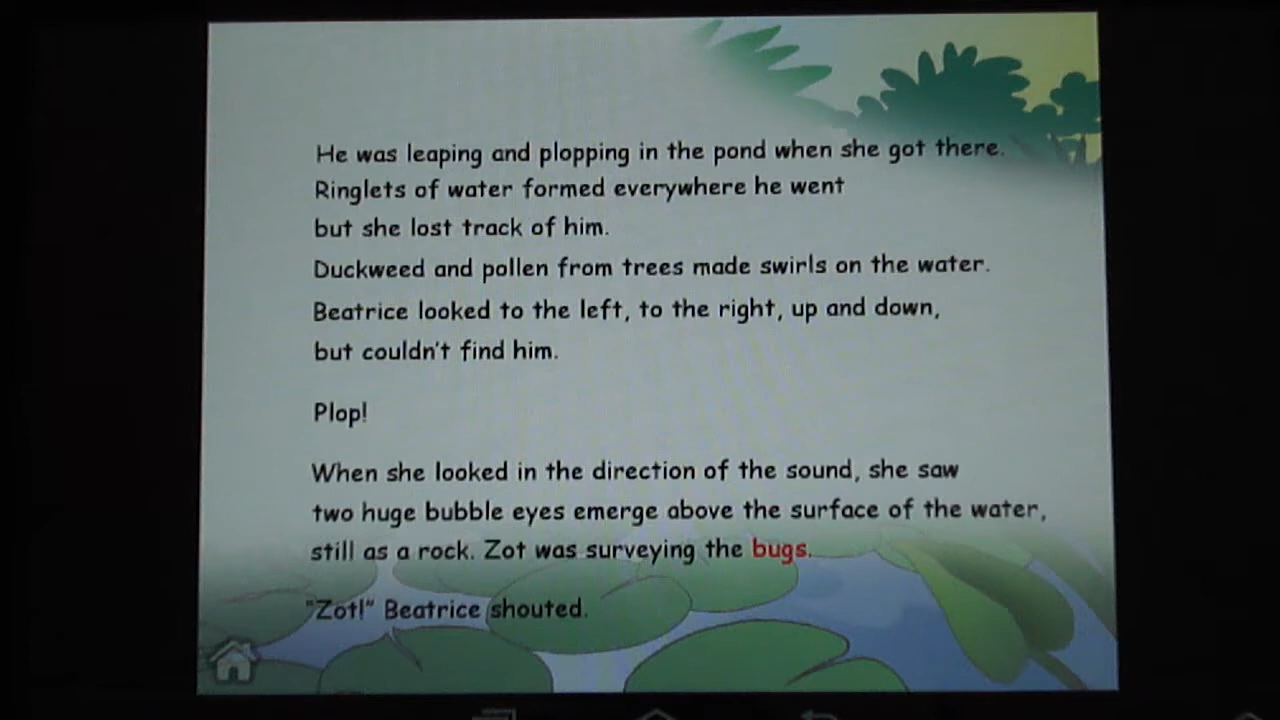 He was leaping and plopping in the pond when she got there.
Ringlets of water formed everywhere he went
but she lost track of him.
Duckweed and pollen from trees made swirls on the water.
Beatrice looked to the left, to the right, up and down,
but couldn't find him.
Plop!
When she looked in the direction of the sound, she saw
two huge bubble eyes emerge above the surface of the water,
still as a rock. Zot was surveying the bugs.
"Zot!" Beatrice shouted.